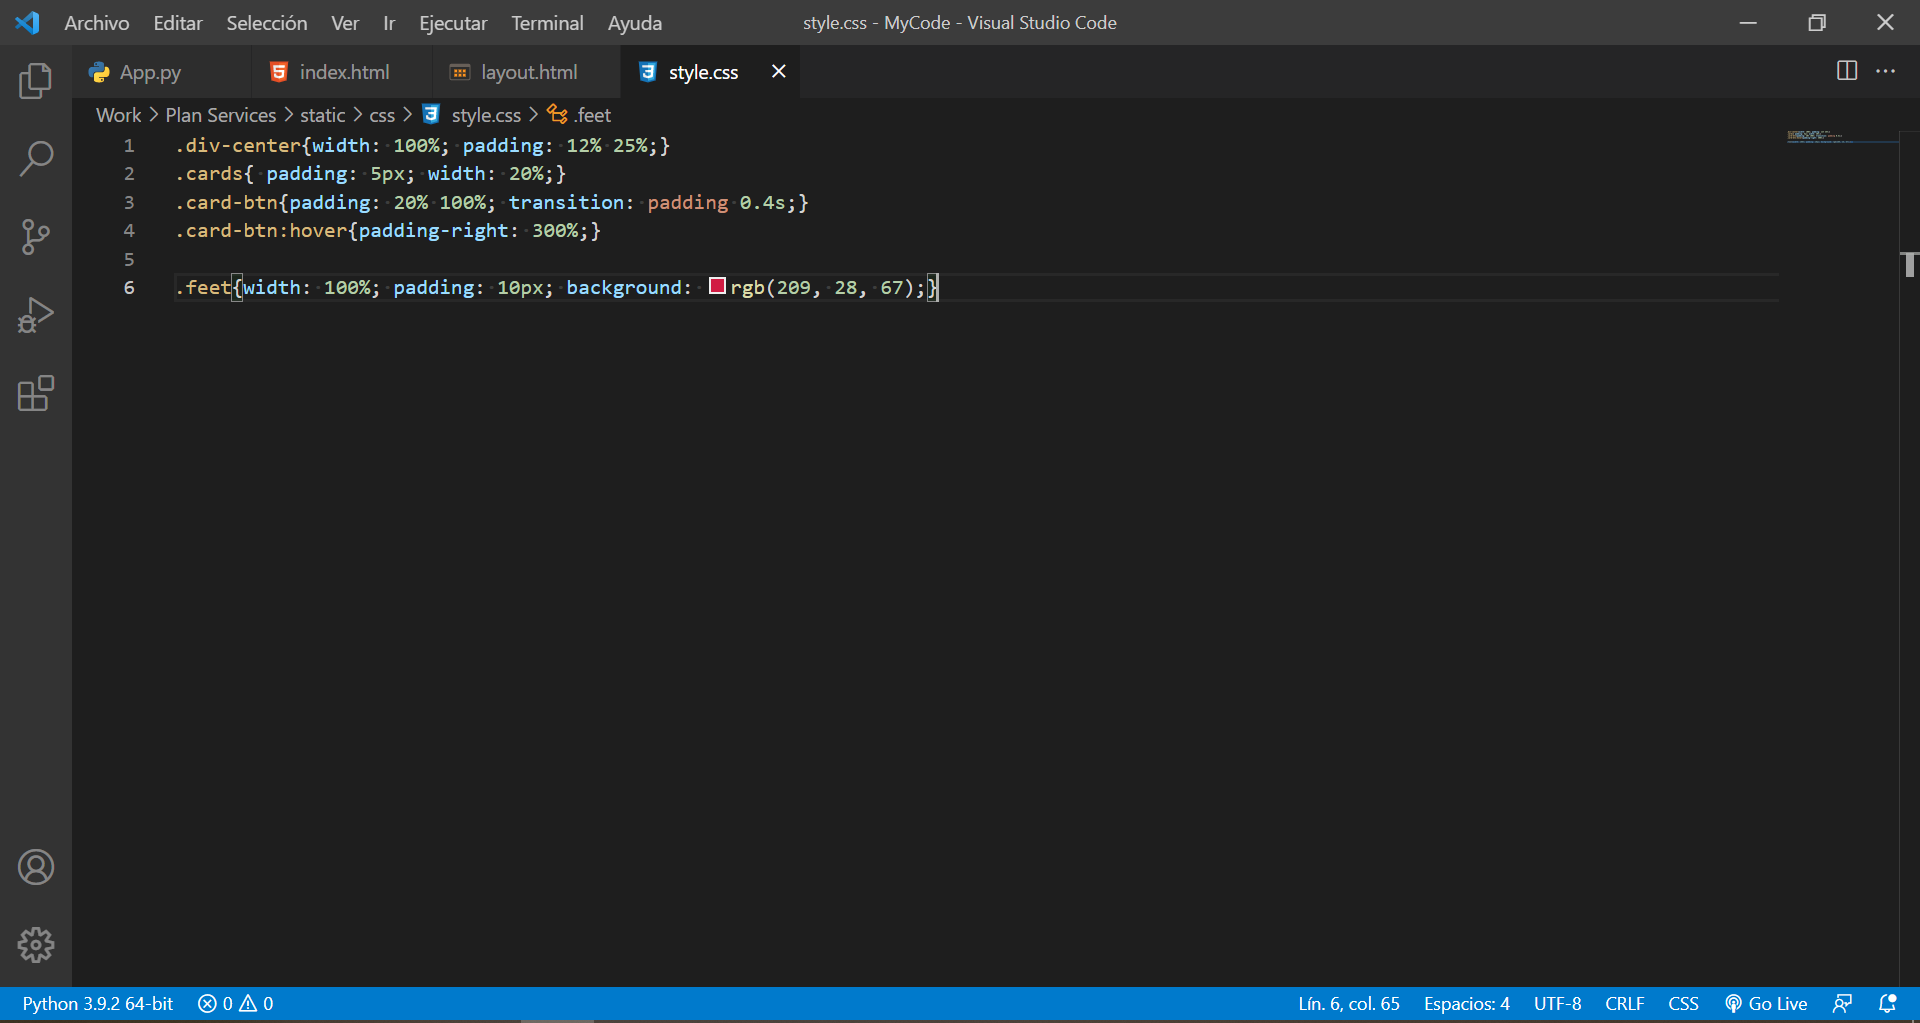 Archivo Editar Selección Ver Ir Ejecutar Terminal Ayuda style.css - MyCode - Visual Studio Code
App.py index.html layout.html style.css
Work > Plan Services > static > css > style.css > .feet
1 .div-center{width: 100%; padding: 12% 25%;}
2 .cards{ padding: 5px; width: 20%;}
3 .card-btn{padding: 20% 100%; transition: padding 0.4s;}
4 .card-btn:hover{padding-right: 300%;}
5
6 .feet{width: 100%; padding: 10px; background: rgb(209, 28, 67);}
Python 3.9.2 64-bit 0 0 Lín. 6, col. 65 Espacios: 4 UTF-8 CRLF CSS Go Live